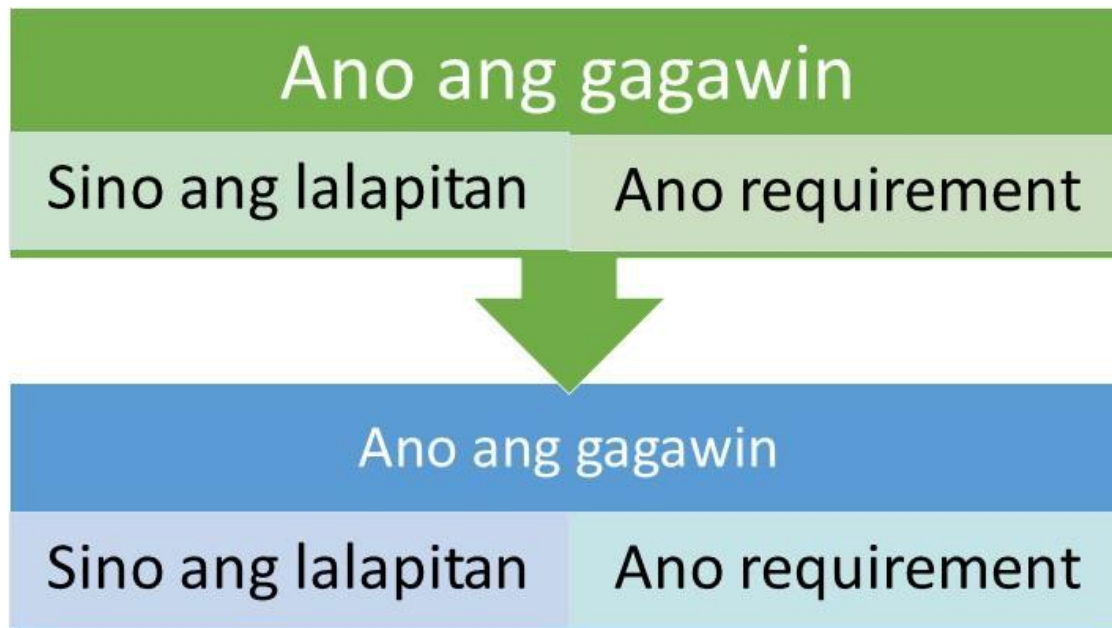 Ano ang gagawin
Sino ang lalapitan
Ano requirement
Ano ang gagawin
Sino ang lalapitan
Ano requirement